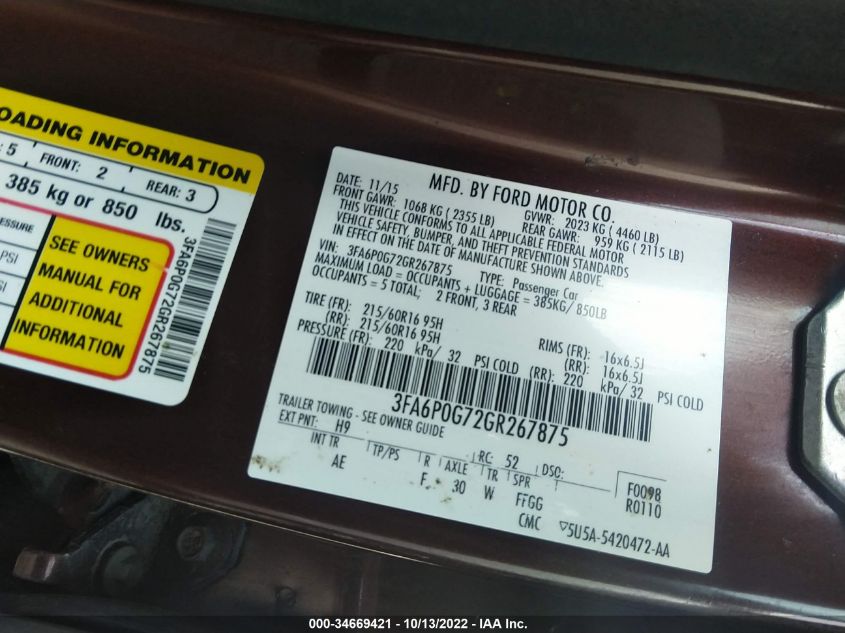 OADING INFORMATION
: 5 FRONT: 2 REAR: 3
385 kg or 850 lbs.
PRESSURE
PSI
SI
SEE OWNERS
MANUAL FOR
ADDITIONAL
INFORMATION
3FA6P0G72GR267875
MFD. BY FORD MOTOR CO.
DATE: 11/15 GVWR: 2023 KG ( 4460 LB)
FRONT GAWR: 1068 KG ( 2355 LB) REAR GAWR: 959 KG ( 2115 LB)
THIS VEHICLE CONFORMS TO ALL APPLICABLE FEDERAL MOTOR
VEHICLE SAFETY, BUMPER, AND THEFT PREVENTION STANDARDS
IN EFFECT ON THE DATE OF MANUFACTURE SHOWN ABOVE.
VIN: 3FA6P0G72GR267875 TYPE: Passenger Car
MAXIMUM LOAD = OCCUPANTS + LUGGAGE = 385KG/ 850LB
OCCUPANTS = 5 TOTAL; 2 FRONT, 3 REAR
TIRE (FR): 215/60R16 95H RIMS (FR): 16x6.5J
(RR): 215/60R16 95H (RR): 16x6.5J
PRESSURE (FR): 220 kPa/ 32 PSI COLD (RR): 220 kPa/ 32 PSI COLD
3FA6P0G72GR267875
TRAILER TOWING - SEE OWNER GUIDE
EXT PNT: H9 RC: 52 DSO:
INT TR TP/PS R AXLE TR SPR F0098
AE F 30 W FFGG R0110
CMC ▽5U5A-5420472-AA
000-34669421 - 10/13/2022 - IAA Inc.